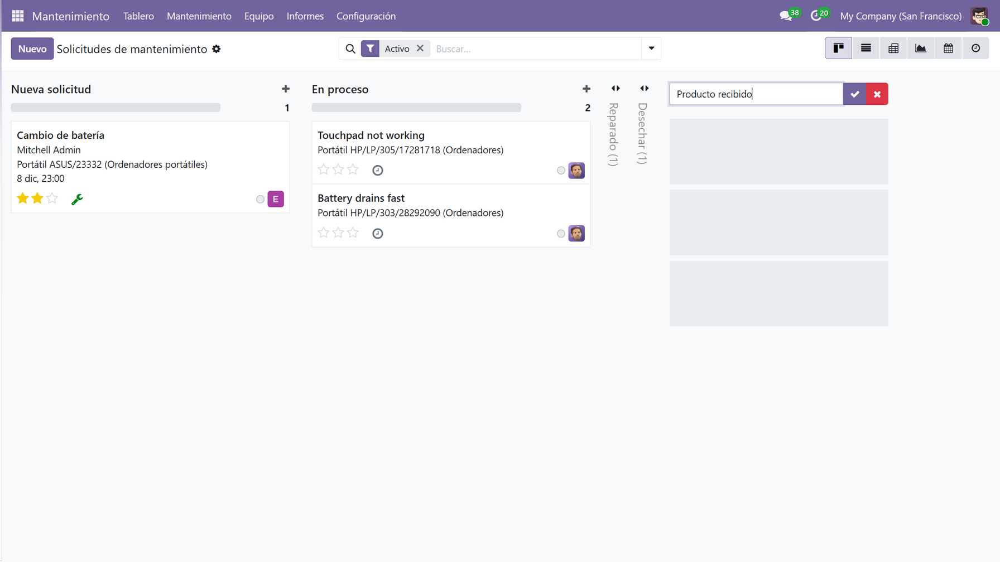 Mantenimiento Tablero Mantenimiento Equipo Informes Configuración 38 20 My Company (San Francisco)
Nuevo Solicitudes de mantenimiento Activo Buscar...
Nueva solicitud
1
Cambio de batería
Mitchell Admin
Portátil ASUS/23332 (Ordenadores portátiles)
8 dic, 23:00
E
En proceso
2
Touchpad not working
Portátil HP/LP/305/17281718 (Ordenadores)
Battery drains fast
Portátil HP/LP/303/28292090 (Ordenadores)
Reparado (1)
Desechar (1)
Producto recibido